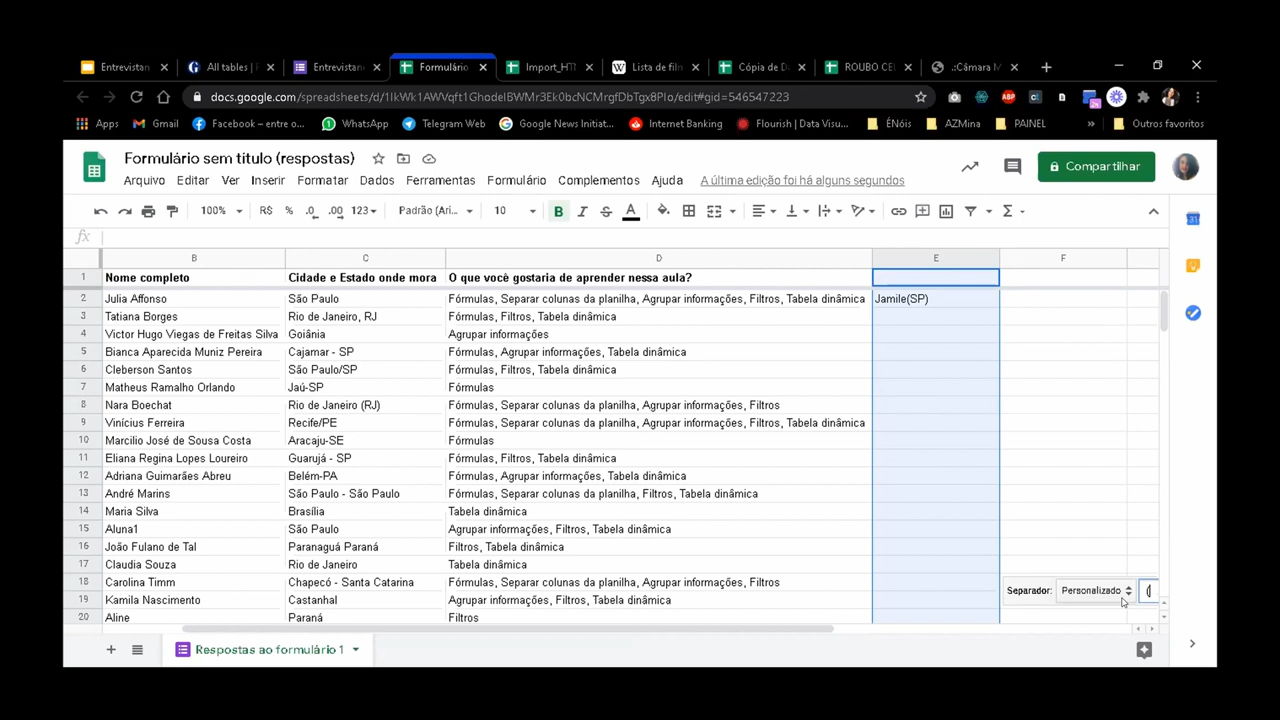 Entrevistan
All tables | F
Entrevistan
Formulário
Import_HT
Lista de film
Cópia de D
ROUBO CEL
.:Câmara M
docs.google.com/spreadsheets/d/1IkWk1AWVqft1GhodelBWMr3Ek0bcNCMrgfDbTgx8PIo/edit#gid=546547223
Apps Gmail Facebook – entre o... WhatsApp Telegram Web Google News Initiat... Internet Banking Flourish | Data Visu... ÉNóis AZMina PAINEL » Outros favoritos
Formulário sem título (respostas)
Arquivo Editar Ver Inserir Formatar Dados Ferramentas Formulário Complementos Ajuda A última edição foi há alguns segundos
Compartilhar
100% R$ % .0 .00 123 Padrão (Ari... 10 B I S A
fx
B C D E F
1 Nome completo Cidade e Estado onde mora O que você gostaria de aprender nessa aula?
2 Julia Affonso São Paulo Fórmulas, Separar colunas da planilha, Agrupar informações, Filtros, Tabela dinâmica Jamile(SP)
3 Tatiana Borges Rio de Janeiro, RJ Fórmulas, Filtros, Tabela dinâmica
4 Victor Hugo Viegas de Freitas Silva Goiânia Agrupar informações
5 Bianca Aparecida Muniz Pereira Cajamar - SP Fórmulas, Agrupar informações, Tabela dinâmica
6 Cleberson Santos São Paulo/SP Fórmulas, Filtros, Tabela dinâmica
7 Matheus Ramalho Orlando Jaú-SP Fórmulas
8 Nara Boechat Rio de Janeiro (RJ) Fórmulas, Separar colunas da planilha, Agrupar informações, Filtros
9 Vinícius Ferreira Recife/PE Fórmulas, Separar colunas da planilha, Agrupar informações, Filtros, Tabela dinâmica
10 Marcilio José de Sousa Costa Aracaju-SE Fórmulas
11 Eliana Regina Lopes Loureiro Guarujá - SP Fórmulas, Filtros, Tabela dinâmica
12 Adriana Guimarães Abreu Belém-PA Fórmulas, Agrupar informações, Tabela dinâmica
13 André Marins São Paulo - São Paulo Fórmulas, Separar colunas da planilha, Filtros, Tabela dinâmica
14 Maria Silva Brasília Tabela dinâmica
15 Aluna1 São Paulo Agrupar informações, Filtros, Tabela dinâmica
16 João Fulano de Tal Paranaguá Paraná Filtros, Tabela dinâmica
17 Claudia Souza Rio de Janeiro Tabela dinâmica
18 Carolina Timm Chapecó - Santa Catarina Fórmulas, Separar colunas da planilha, Agrupar informações, Filtros
19 Kamila Nascimento Castanhal Agrupar informações, Filtros, Tabela dinâmica
20 Aline Paraná Filtros
Separador: Personalizado (
Respostas ao formulário 1